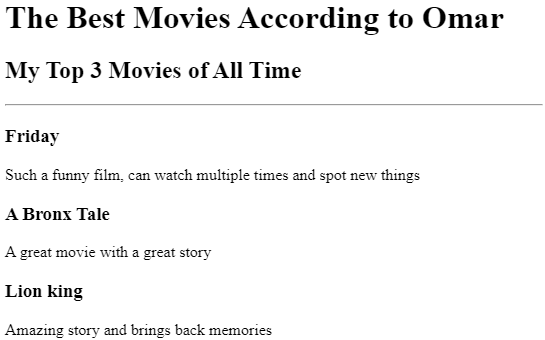 The Best Movies According to Omar
My Top 3 Movies of All Time
Friday
Such a funny film, can watch multiple times and spot new things
A Bronx Tale
A great movie with a great story
Lion king
Amazing story and brings back memories